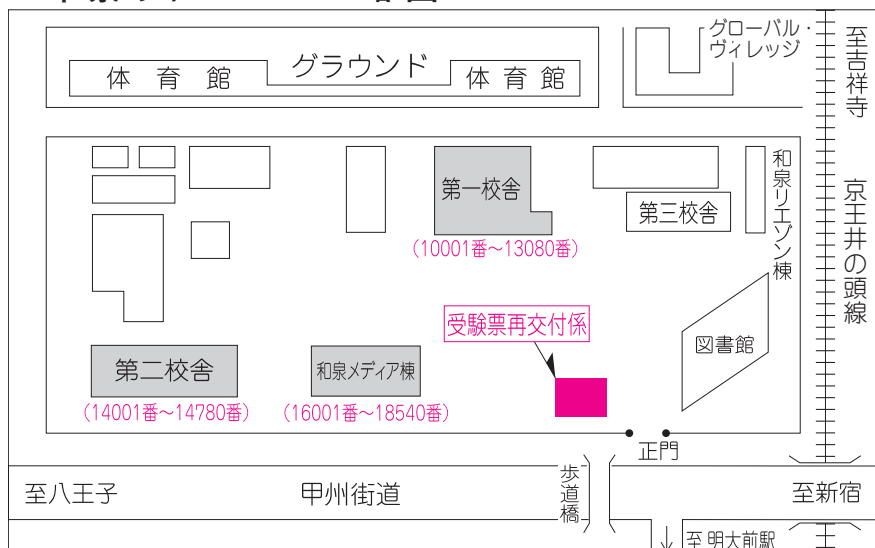 グローバル・
ヴィレッジ
至吉祥寺
体育館
グラウンド
体育館
第一校舎
(10001番~13080番)
第三校舎
和泉リエゾン棟
京王井の頭線
受験票再交付係
図書館
第二校舎
(14001番~14780番)
和泉メディア棟
(16001番~18540番)
正門
至八王子
甲州街道
歩道橋
至新宿
至 明大前駅